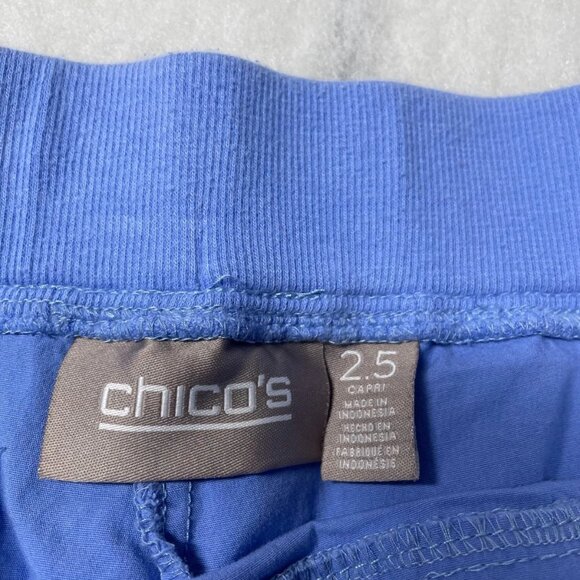 chico's
2.5
CAPRI
MADE IN
INDONESIA
HECHO EN
INDONESIA
FABRIQUÉ EN
INDONÉSIE